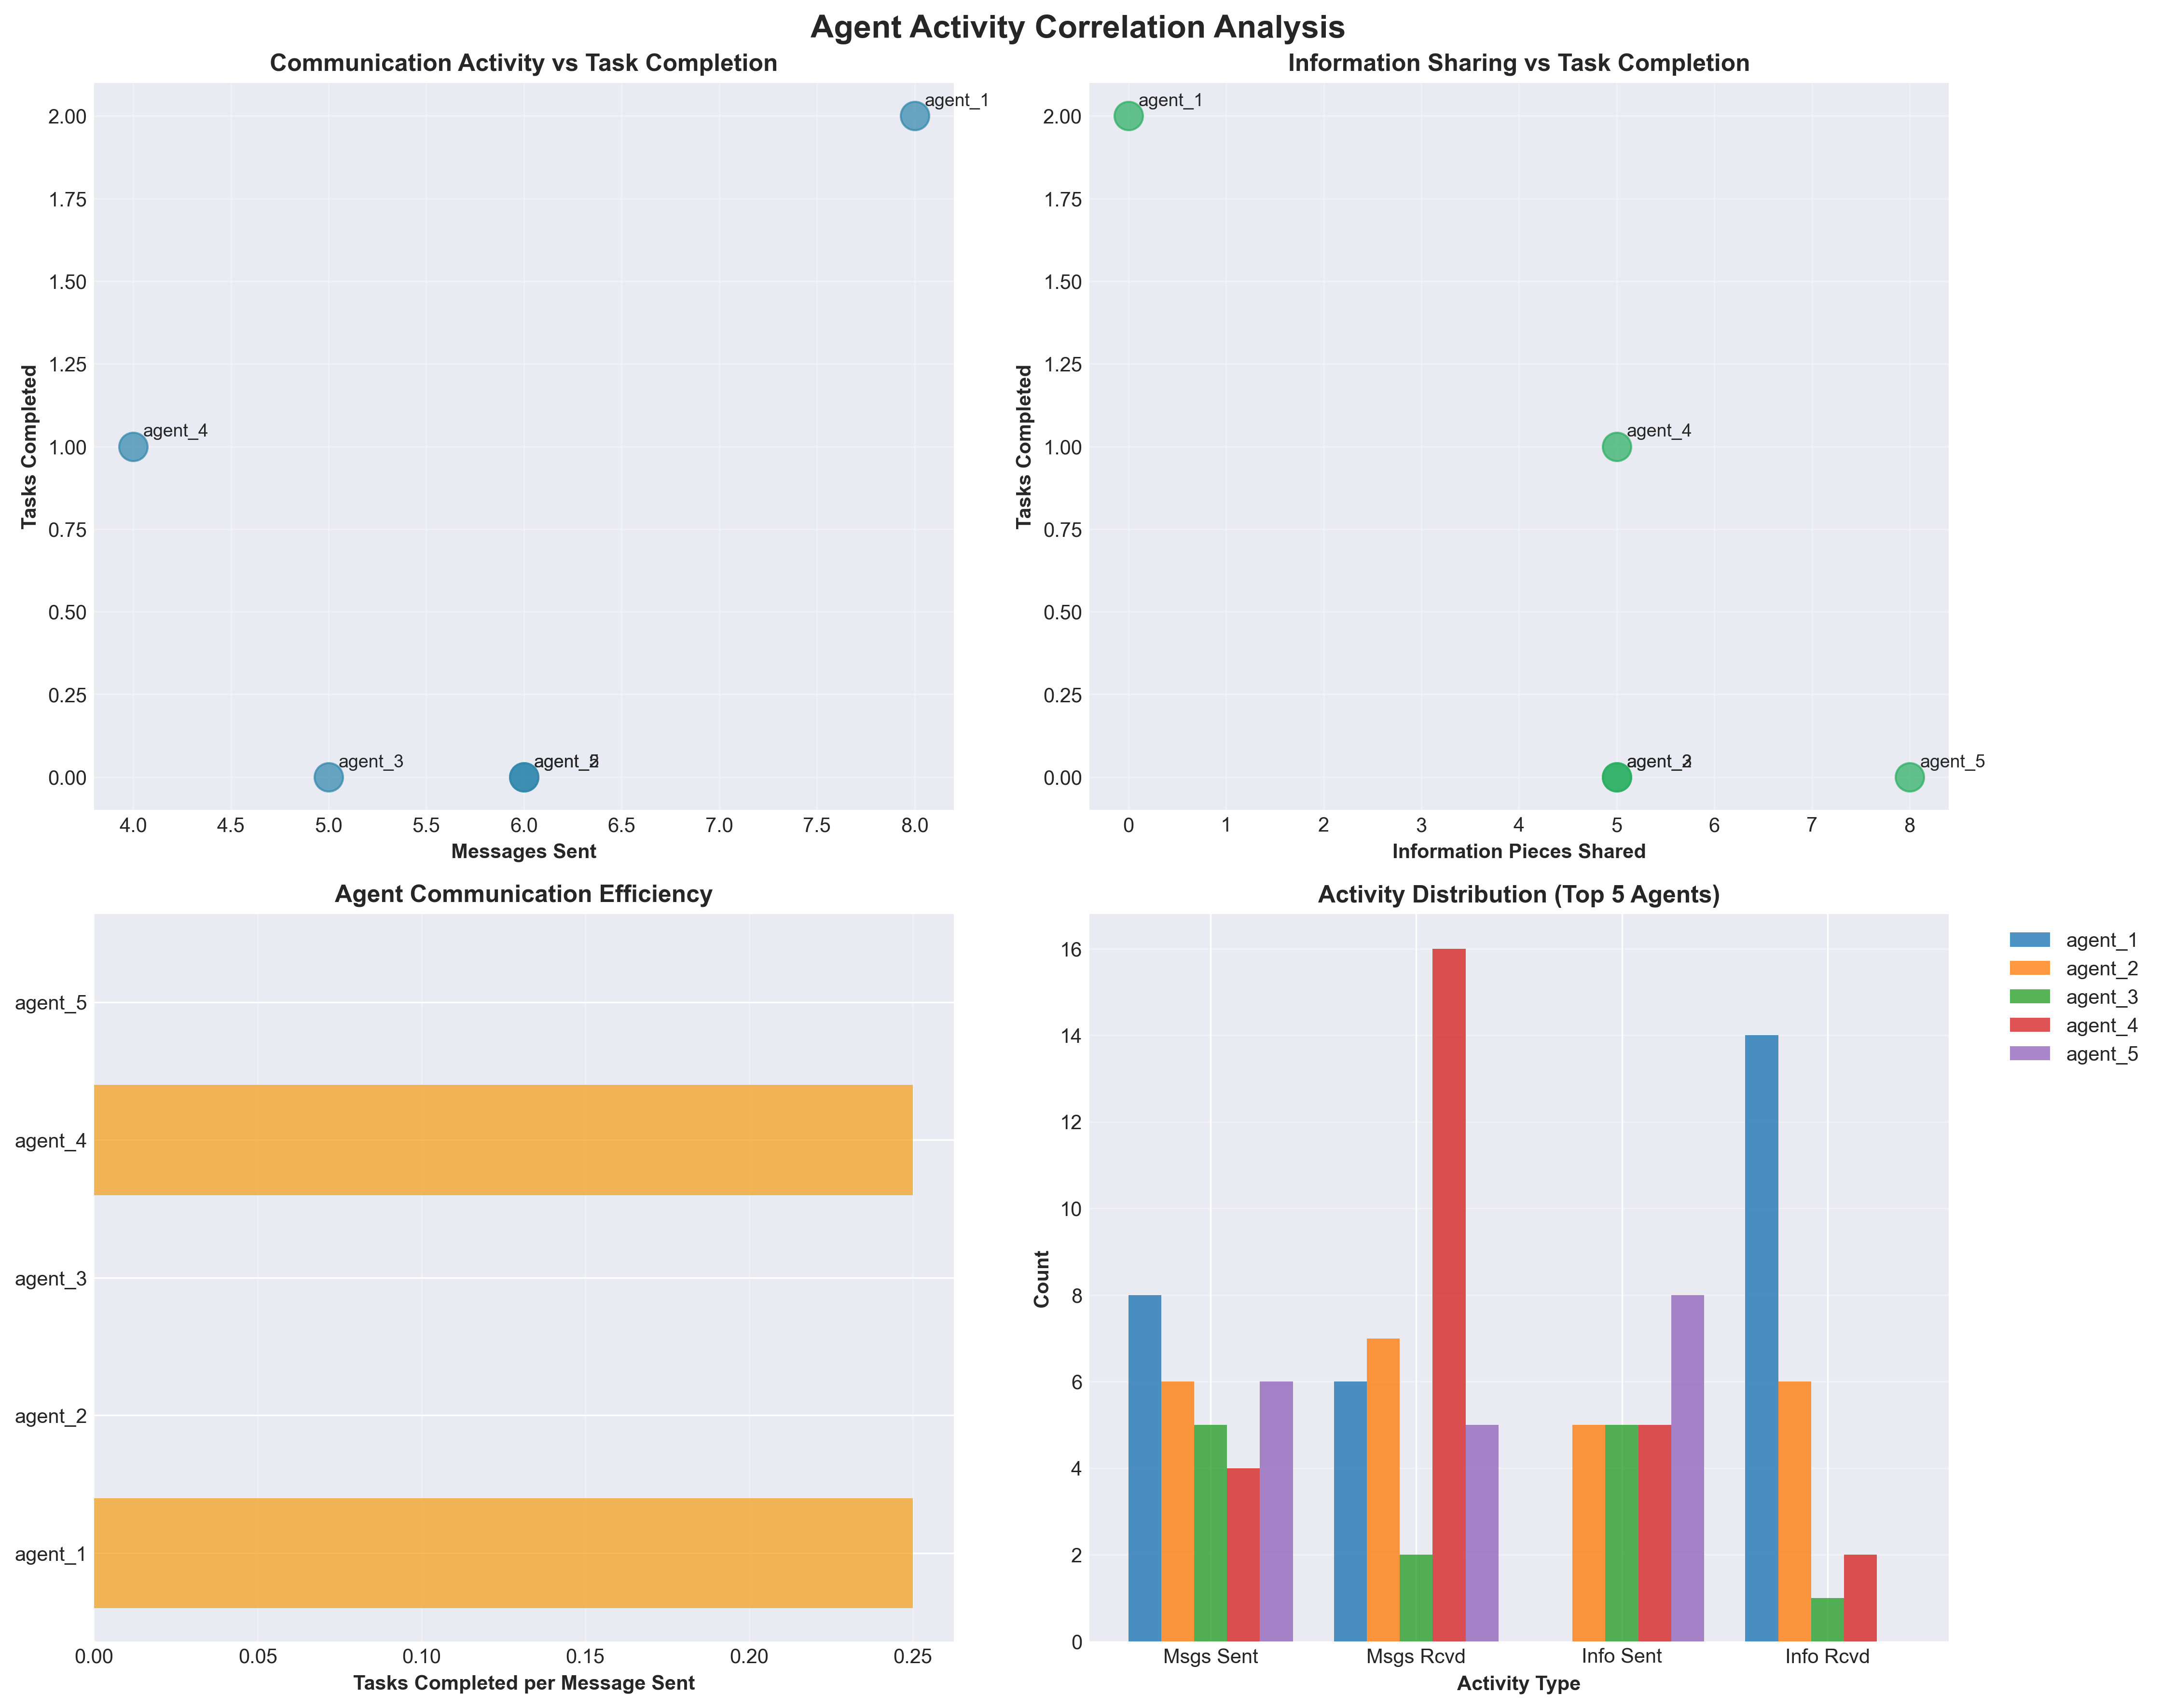 Agent Activity Correlation Analysis
Communication Activity vs Task Completion
2.00
1.75
1.50
1.25
1.00
0.75
0.50
0.25
0.00
Tasks Completed
agent_1
agent_4
agent_3
4.0 4.5 5.0 5.5 6.0 6.5 7.0 7.5 8.0
Messages Sent
Information Sharing vs Task Completion
2.00
1.75
1.50
1.25
1.00
0.75
0.50
0.25
0.00
Tasks Completed
agent_1
agent_4
agent_5
0 1 2 3 4 5 6 7 8
Information Pieces Shared
Agent Communication Efficiency
agent_5
agent_4
agent_3
agent_2
agent_1
0.00 0.05 0.10 0.15 0.20 0.25
Tasks Completed per Message Sent
Activity Distribution (Top 5 Agents)
16
14
12
10
8
6
4
2
0
Count
Msgs Sent Msgs Rcvd Info Sent Info Rcvd
Activity Type
agent_1
agent_2
agent_3
agent_4
agent_5